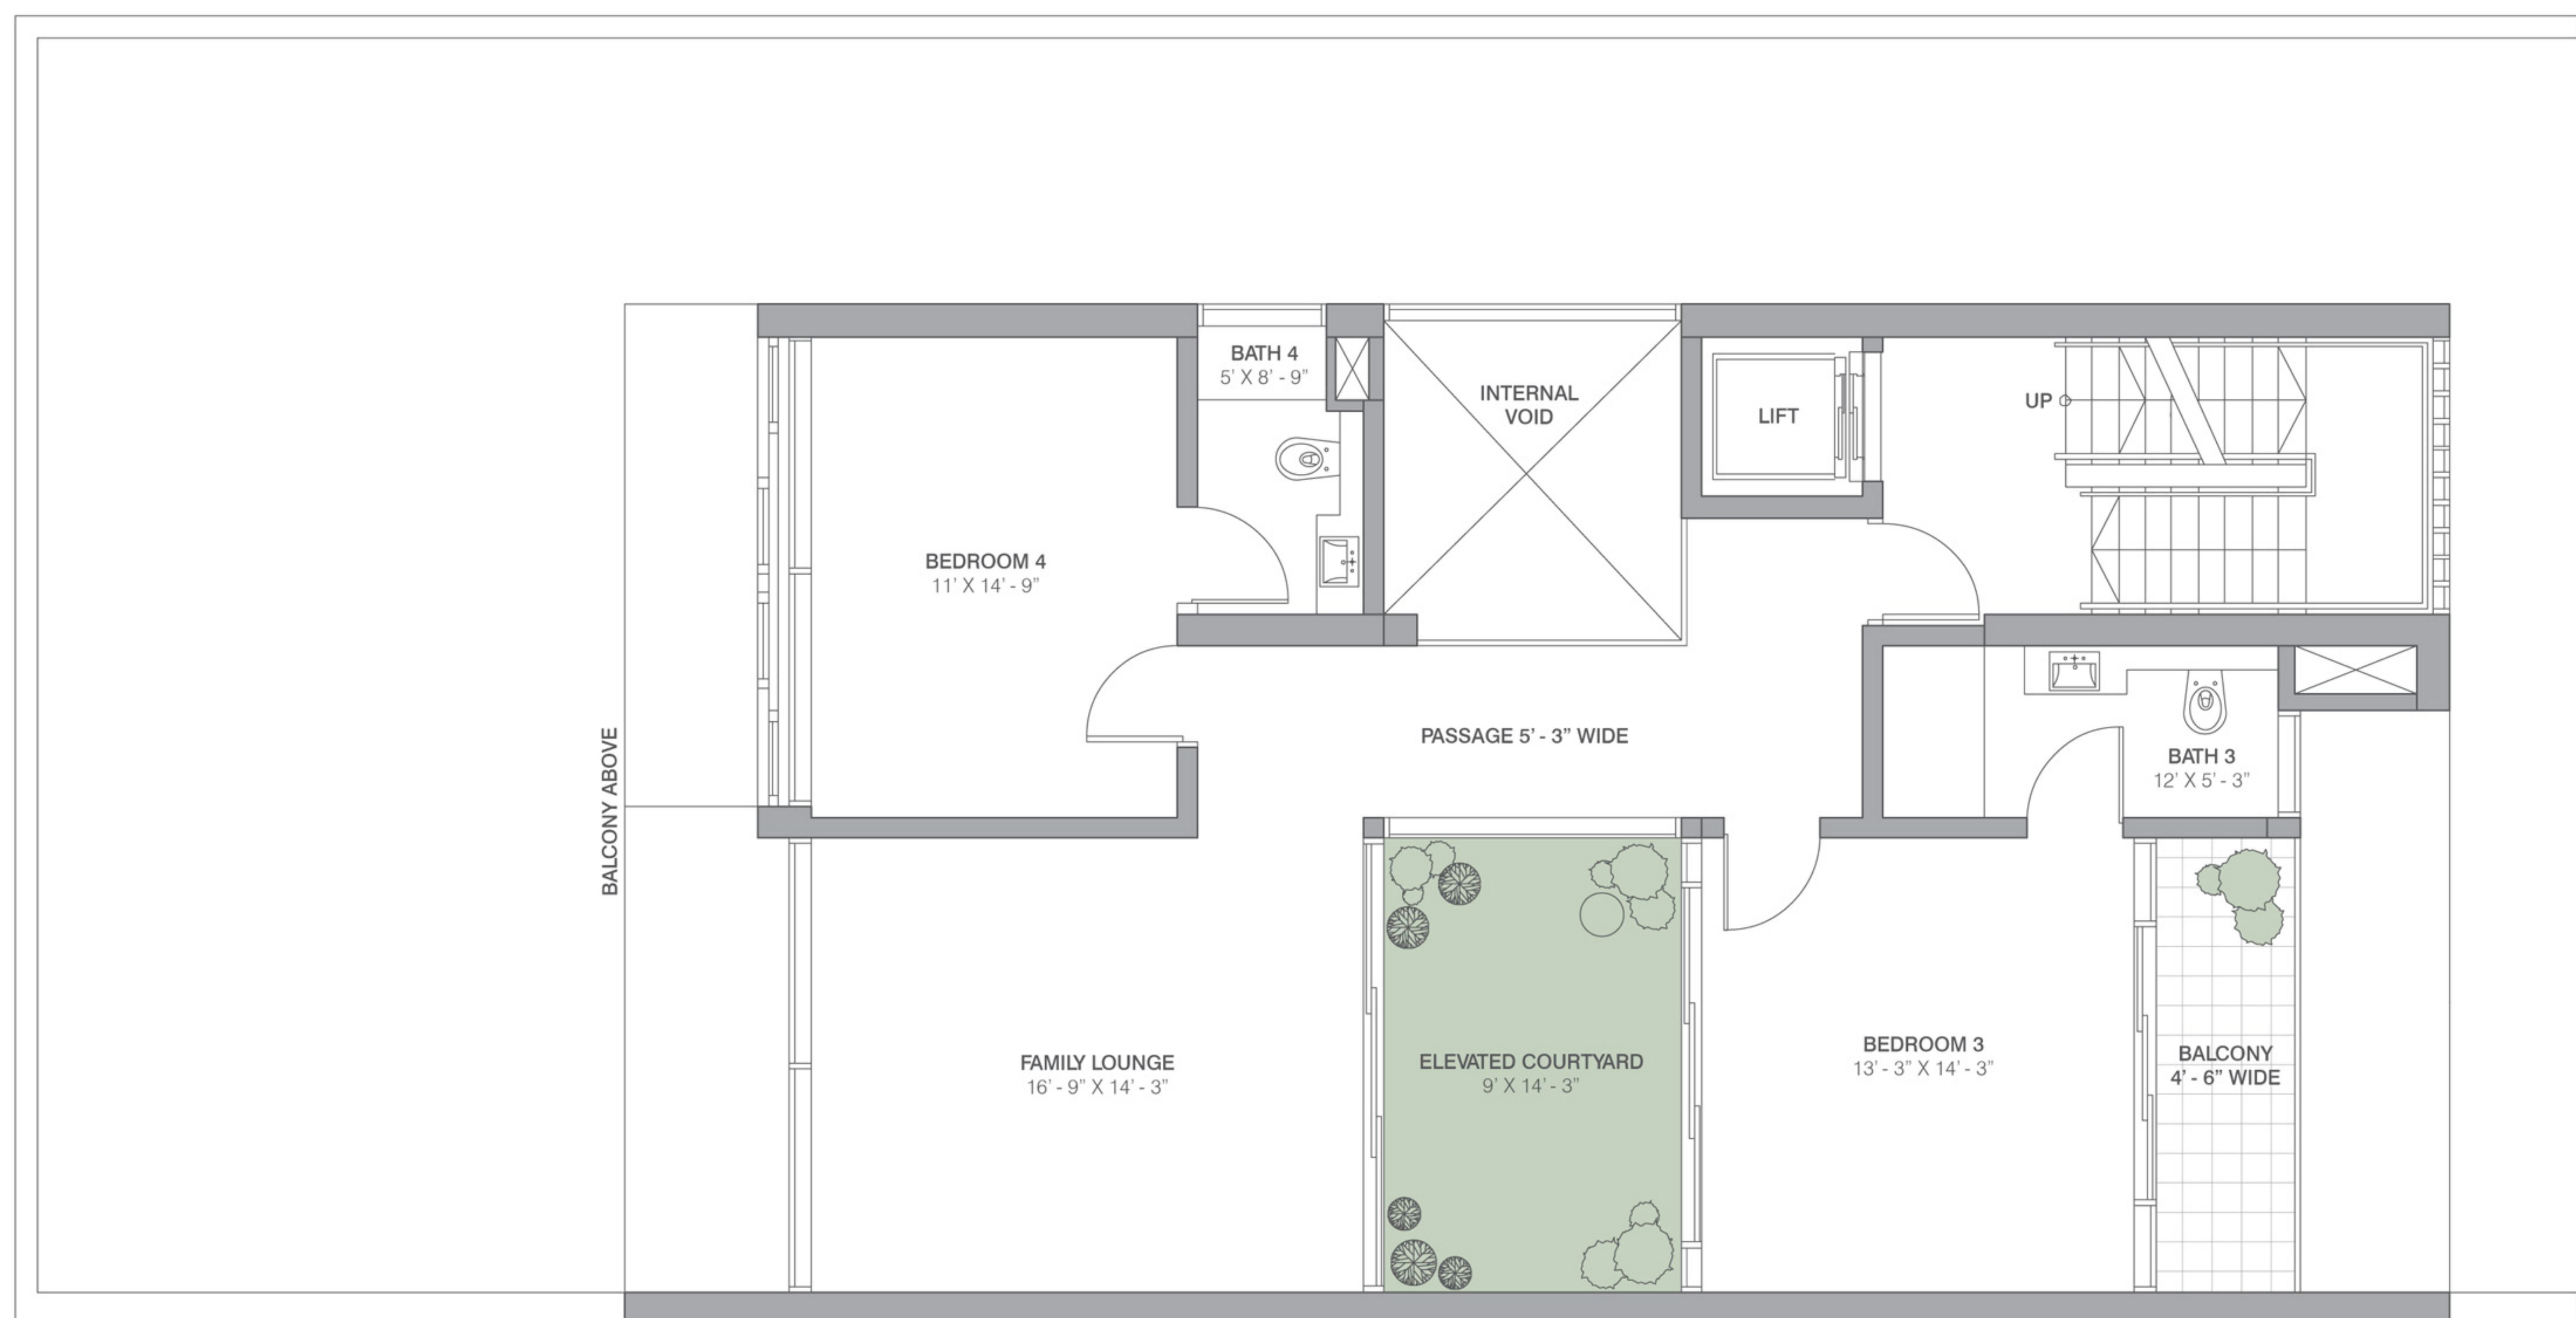 BATH 4
5’ X 8’ - 9”
INTERNAL
VOID
LIFT
UP
BEDROOM 4
11’ X 14’ - 9”
BALCONY ABOVE
PASSAGE 5’ - 3” WIDE
BATH 3
12’ X 5’ - 3”
FAMILY LOUNGE
16’ - 9” X 14’ - 3”
ELEVATED COURTYARD
9’ X 14’ - 3”
BEDROOM 3
13’ - 3” X 14’ - 3”
BALCONY
4’ - 6” WIDE